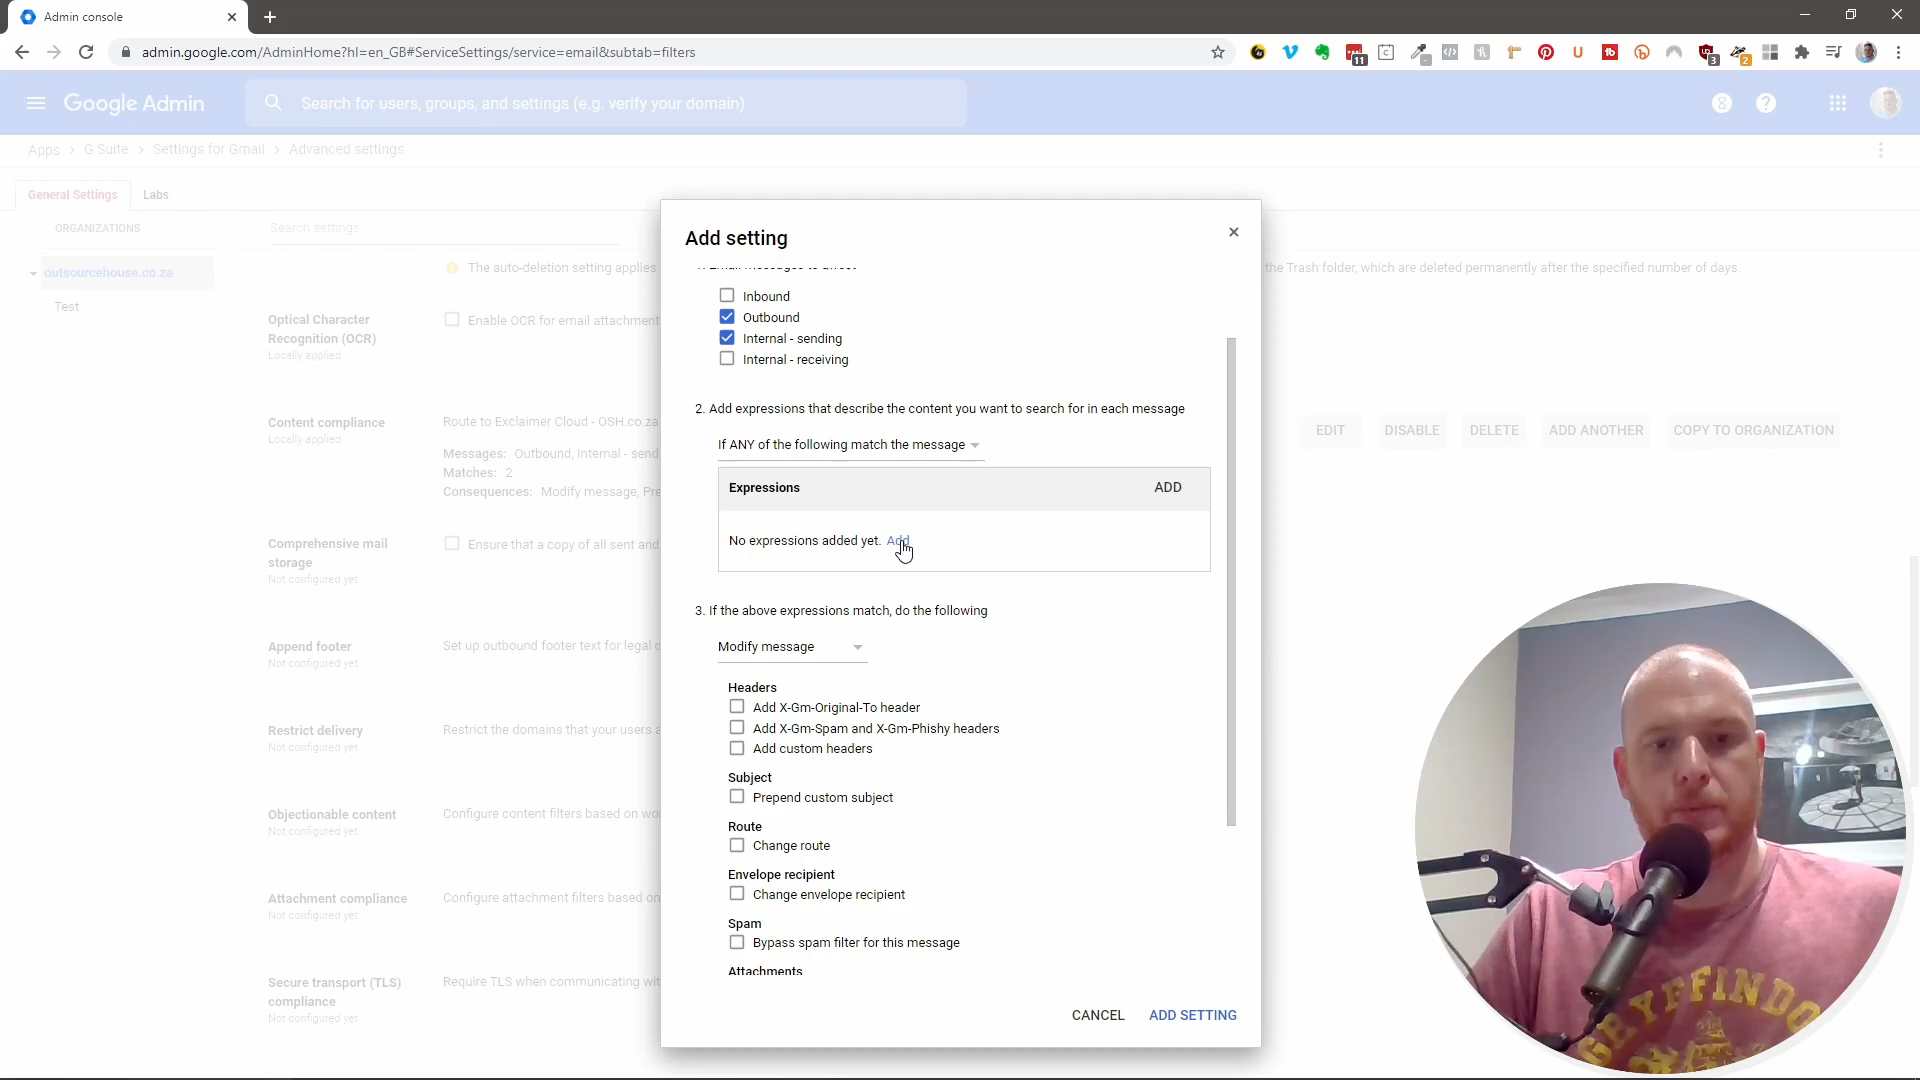 Admin console
admin.google.com/AdminHome?hl=en_GB#ServiceSettings/service=email&subtab=filters
11
3
2
Google Admin
Search for users, groups, and settings (e.g. verify your domain)
Apps > G Suite > Settings for Gmail > Advanced settings
General Settings
Labs
ORGANIZATIONS
Search settings
outsourcehouse.co.za
Test
The auto-deletion setting applies
the Trash folder, which are deleted permanently after the specified number of days.
Optical Character
Recognition (OCR)
Locally applied
Enable OCR for email attachment
Content compliance
Locally applied
Route to Exclaimer Cloud - OSH.co.za
Messages: Outbound, Internal - send
Matches: 2
Consequences: Modify message, Pre
EDIT
DISABLE
DELETE
ADD ANOTHER
COPY TO ORGANIZATION
Comprehensive mail
storage
Not configured yet
Ensure that a copy of all sent and
Append footer
Not configured yet
Set up outbound footer text for legal c
Restrict delivery
Not configured yet
Restrict the domains that your users a
Objectionable content
Not configured yet
Configure content filters based on wo
Attachment compliance
Not configured yet
Configure attachment filters based on
Secure transport (TLS)
compliance
Not configured yet
Require TLS when communicating wit
Add setting
1. Email messages to affect
Inbound
Outbound
Internal - sending
Internal - receiving
2. Add expressions that describe the content you want to search for in each message
If ANY of the following match the message
Expressions
ADD
No expressions added yet. Add
3. If the above expressions match, do the following
Modify message
Headers
Add X-Gm-Original-To header
Add X-Gm-Spam and X-Gm-Phishy headers
Add custom headers
Subject
Prepend custom subject
Route
Change route
Envelope recipient
Change envelope recipient
Spam
Bypass spam filter for this message
Attachments
CANCEL
ADD SETTING
GRYFFINDO